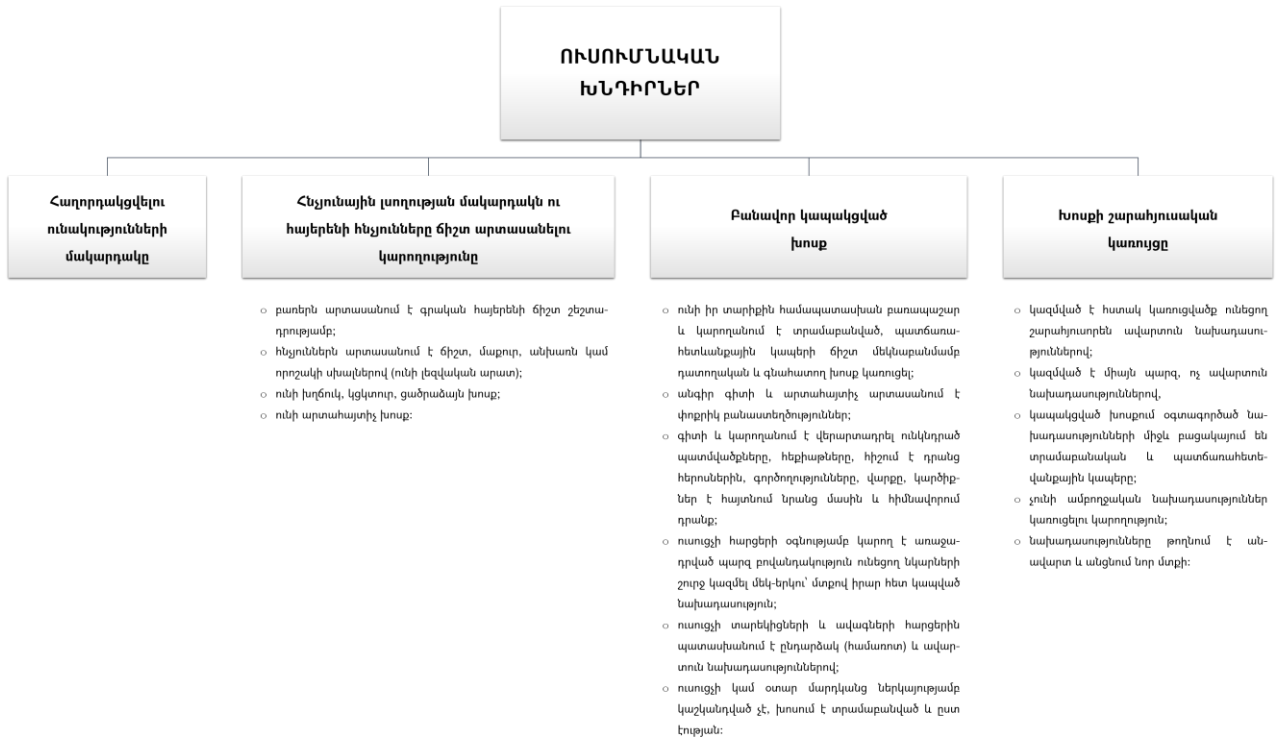 ՈՒՍՈՒՄՆԱԿԱՆ
ԽՆԴԻՐՆԵՐ
Հաղորդակցվելու
ունակությունների
մակարդակը
Հնչյունային լսողության մակարդակն ու
հայերենի հնչյունները ճիշտ արտասանելու
կարողությունը
○ բառերն արտասանում է գրական հայերենի ճիշտ շեշտա-
դրությամբ;
○ հնչյուններն արտասանում է ճիշտ, մաքուր, անխառն կամ
որոշակի սխալներով (ունի լեզվական արատ);
○ ունի խղճուկ, կցկտուր, ցածրաձայն խոսք;
○ ունի արտահայտիչ խոսք:
Բանավոր կապակցված
խոսք
○ ունի իր տարիքին համապատասխան բառապաշար
և կարողանում է տրամաբանված, պատճառա-
հետևանքային կապերի ճիշտ մեկնաբանմամբ
դատողական և գնահատող խոսք կառուցել;
○ անգիր գիտի և արտահայտիչ արտասանում է
փոքրիկ բանաստեղծություններ;
○ գիտի և կարողանում է վերարտադրել ունկնդրած
պատմվածքները, հեքիաթները, հիշում է դրանց
հերոսներին, գործողությունները, վարքը, կարծիք-
ներ է հայտնում նրանց մասին և հիմնավորում
դրանք;
○ ուսուցչի հարցերի օգնությամբ կարող է առաջա-
դրված պարզ բովանդակություն ունեցող նկարների
շուրջ կազմել մեկ-երկու՝ մտքով իրար հետ կապված
նախադասություն;
○ ուսուցչի տարեկիցների և ավագների հարցերին
պատասխանում է ընդարձակ (համառոտ) և ավար-
տուն նախադասություններով;
○ ուսուցչի կամ օտար մարդկանց ներկայությամբ
կաշկանդված չէ, խոսում է տրամաբանված և ըստ
էության:
Խոսքի շարահյուսական
կառույցը
○ կազմված է հստակ կառուցվածք ունեցող
շարահյուսորեն ավարտուն նախադասու-
թյուններով;
○ կազմված է միայն պարզ, ոչ ավարտուն
նախադասություններով,
○ կապակցված խոսքում օգտագործած նա-
խադասությունների միջև բացակայում են
տրամաբանական և պատճառահետե-
վանքային կապերը;
○ չունի ամբողջական նախադասություններ
կառուցելու կարողություն;
○ նախադասությունները թողնում է ան-
ավարտ և անցնում նոր մտքի: